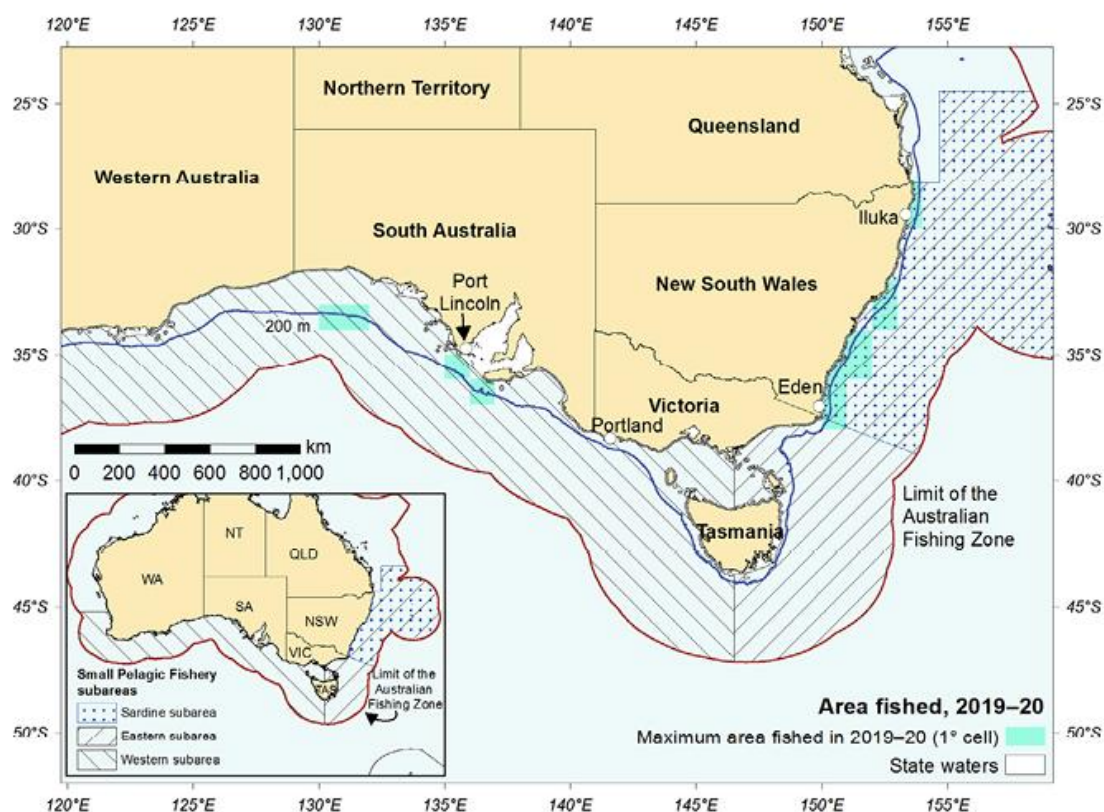 120°E 125°E 130°E 135°E 140°E 145°E 150°E 155°E
25°S
30°S
35°S
40°S
45°S
50°S
Northern Territory
Queensland
Western Australia
South Australia
Iluka
Port
Lincoln
New South Wales
200 m
Eden
Victoria
Portland
km
0 200 400 600 800 1,000
Tasmania
Limit of the
Australian
Fishing Zone
NT
QLD
WA
SA
NSW
VIC
TAS
Small Pelagic Fishery
subareas
Sardine subarea
Eastern subarea
Western subarea
Limit of the
Australian
Fishing Zone
Area fished, 2019–20
Maximum area fished in 2019–20 (1° cell)
State waters
25°S
30°S
35°S
40°S
45°S
50°S
120°E 125°E 130°E 135°E 140°E 145°E 150°E 155°E